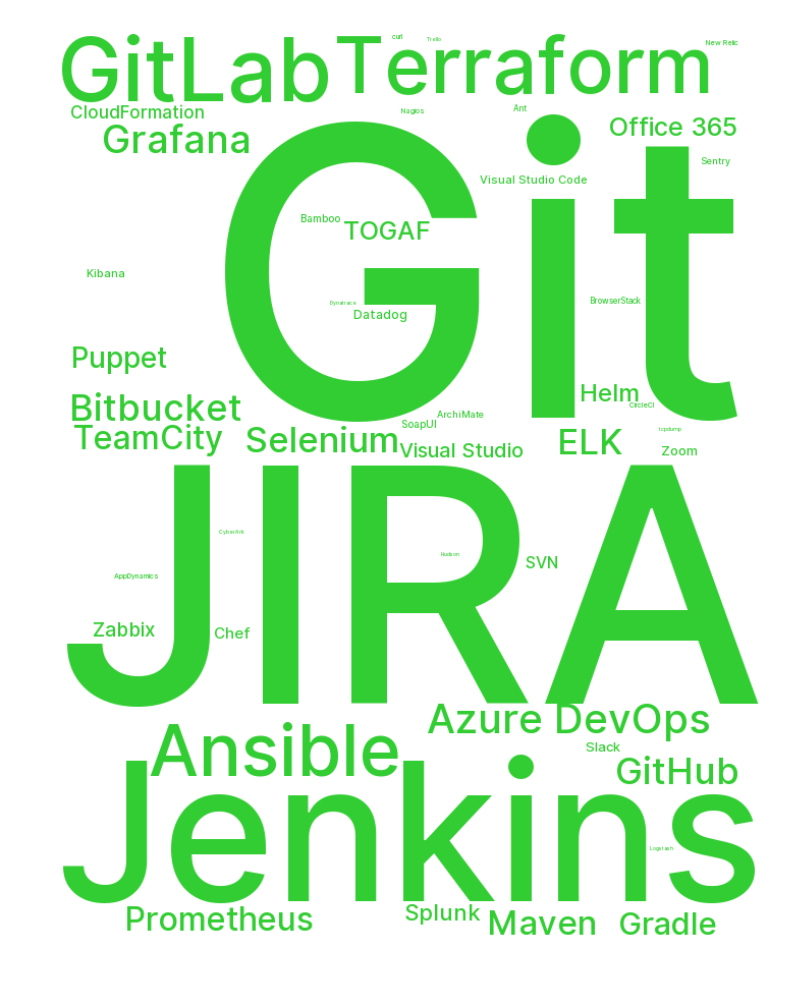 curl
Trello
New Relic
GitLab
Terraform
CloudFormation
Nagios
Ant
Grafana
Office 365
Sentry
Visual Studio Code
Git
Bamboo
TOGAF
Kibana
Dynatrace
BrowserStack
Datadog
Puppet
Helm
CircleCI
Bitbucket
ArchiMate
SoapUI
tcpdump
TeamCity
Selenium
Visual Studio
ELK
Zoom
JIRA
CyberArk
Hudson
SVN
AppDynamics
Zabbix
Chef
Azure DevOps
Ansible
Slack
GitHub
Jenkins
Logstash
Prometheus
Splunk
Maven
Gradle